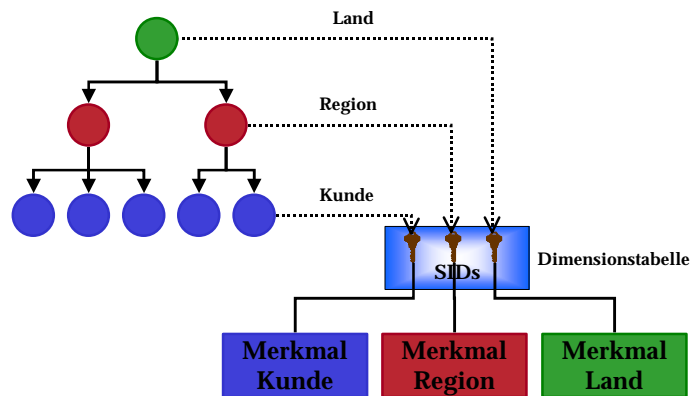 Land
Region
Kunde
SIDs
Dimensionstabelle
Merkmal
Kunde
Merkmal
Region
Merkmal
Land